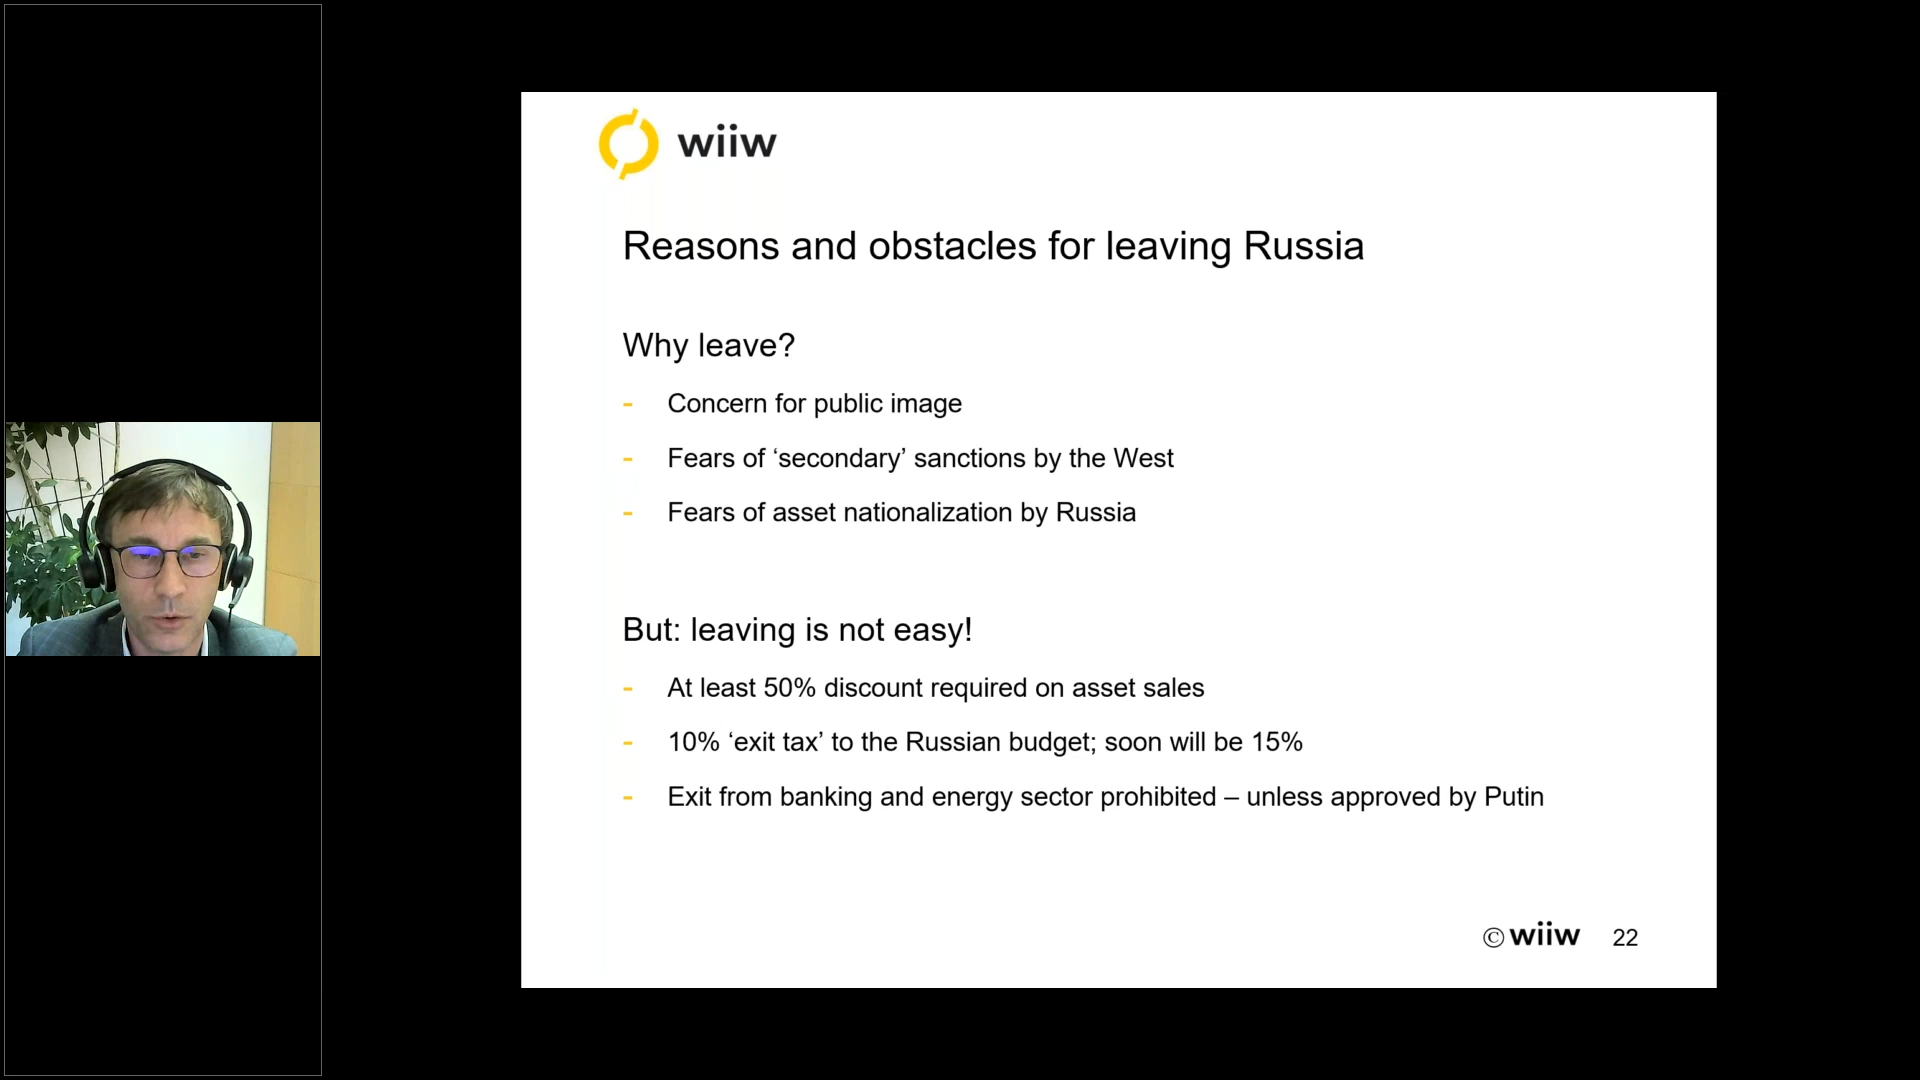 wiiw
Reasons and obstacles for leaving Russia
Why leave?
- Concern for public image
- Fears of ‘secondary’ sanctions by the West
- Fears of asset nationalization by Russia
But: leaving is not easy!
- At least 50% discount required on asset sales
- 10% ‘exit tax’ to the Russian budget; soon will be 15%
- Exit from banking and energy sector prohibited – unless approved by Putin
© wiiw 22